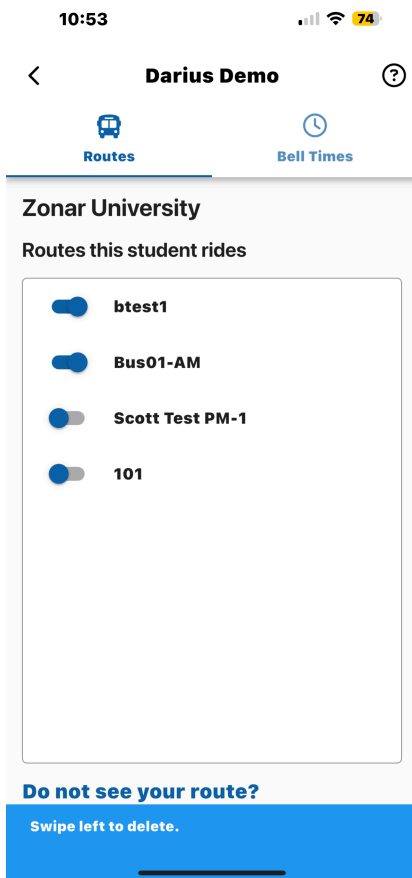 10:53
74
Darius Demo
?
Routes
Bell Times
Zonar University
Routes this student rides
btest1
Bus01-AM
Scott Test PM-1
101
Do not see your route?
Swipe left to delete.